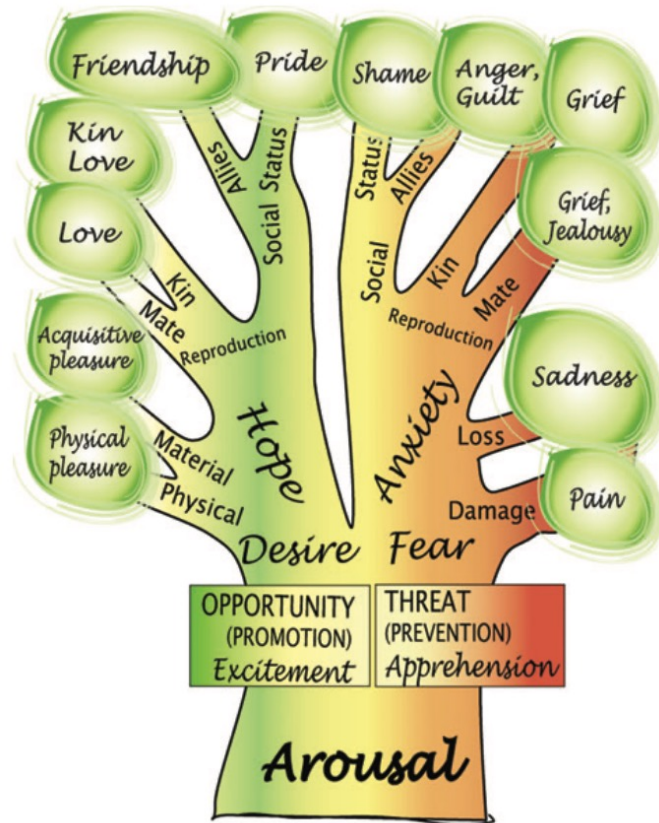 Friendship
Pride
Shame
Anger,
Guilt
Grief
Kin
Love
Grief,
Jealousy
Love
Acquisitive
pleasure
Physical
pleasure
Sadness
Pain
Allies
Social Status
Status
Allies
Social
Kin
Mate
Reproduction
Kin
Mate
Reproduction
Material
Physical
Hope
Anxiety
Loss
Damage
Desire
Fear
OPPORTUNITY
(PROMOTION)
Excitement
THREAT
(PREVENTION)
Apprehension
Arousal